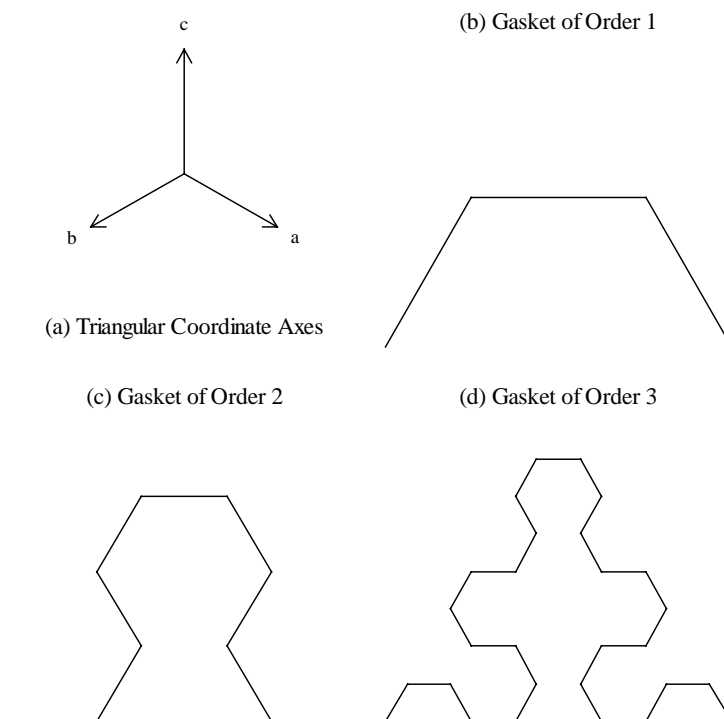 c
b
a
(a) Triangular Coordinate Axes
(b) Gasket of Order 1
(c) Gasket of Order 2
(d) Gasket of Order 3